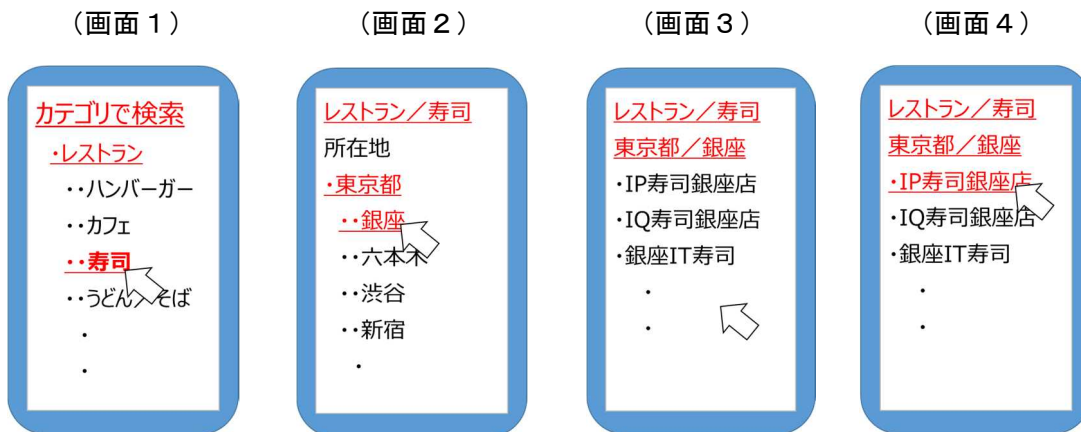 (画面1)
カテゴリで検索
・レストラン
・・ハンバーガー
・・カフェ
・・寿司
・・うどん／そば
・
・
(画面2)
レストラン／寿司
所在地
・東京都
・・銀座
・・六本木
・・渋谷
・・新宿
・
(画面3)
レストラン／寿司
東京都／銀座
・IP寿司銀座店
・IQ寿司銀座店
・銀座IT寿司
・
・
(画面4)
レストラン／寿司
東京都／銀座
・IP寿司銀座店
・IQ寿司銀座店
・銀座IT寿司
・
・